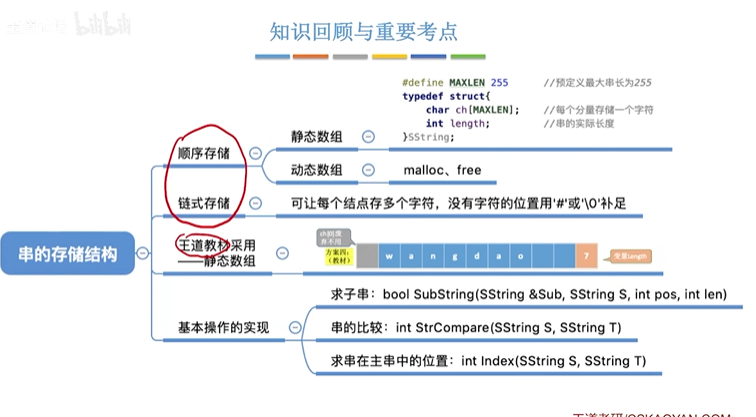 bilibili
知识回顾与重要考点
#define MAXLEN 255 //预定义最大串长为255
typedef struct{
char ch[MAXLEN]; //每个分量存储一个字符
int length; //串的实际长度
}SString;
静态数组
顺序存储
动态数组
malloc、free
链式存储
可让每个结点存多个字符，没有字符的位置用'#'或'\0'补足
串的存储结构
王道教材采用
——静态数组
ch[0]废
弃不用
方案四：
（教材）
w a n g d a o 7
变量Length
求子串：bool SubString(SString &Sub, SString S, int pos, int len)
基本操作的实现
串的比较：int StrCompare(SString S, SString T)
求串在主串中的位置：int Index(SString S, SString T)